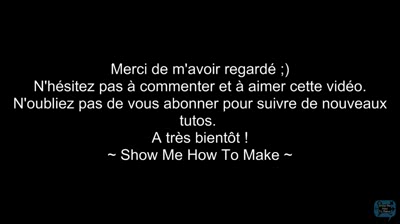 Merci de m'avoir regardé ;)
N'hésitez pas à commenter et à aimer cette vidéo.
N'oubliez pas de vous abonner pour suivre de nouveaux
tutos.
A très bientôt !
~ Show Me How To Make ~